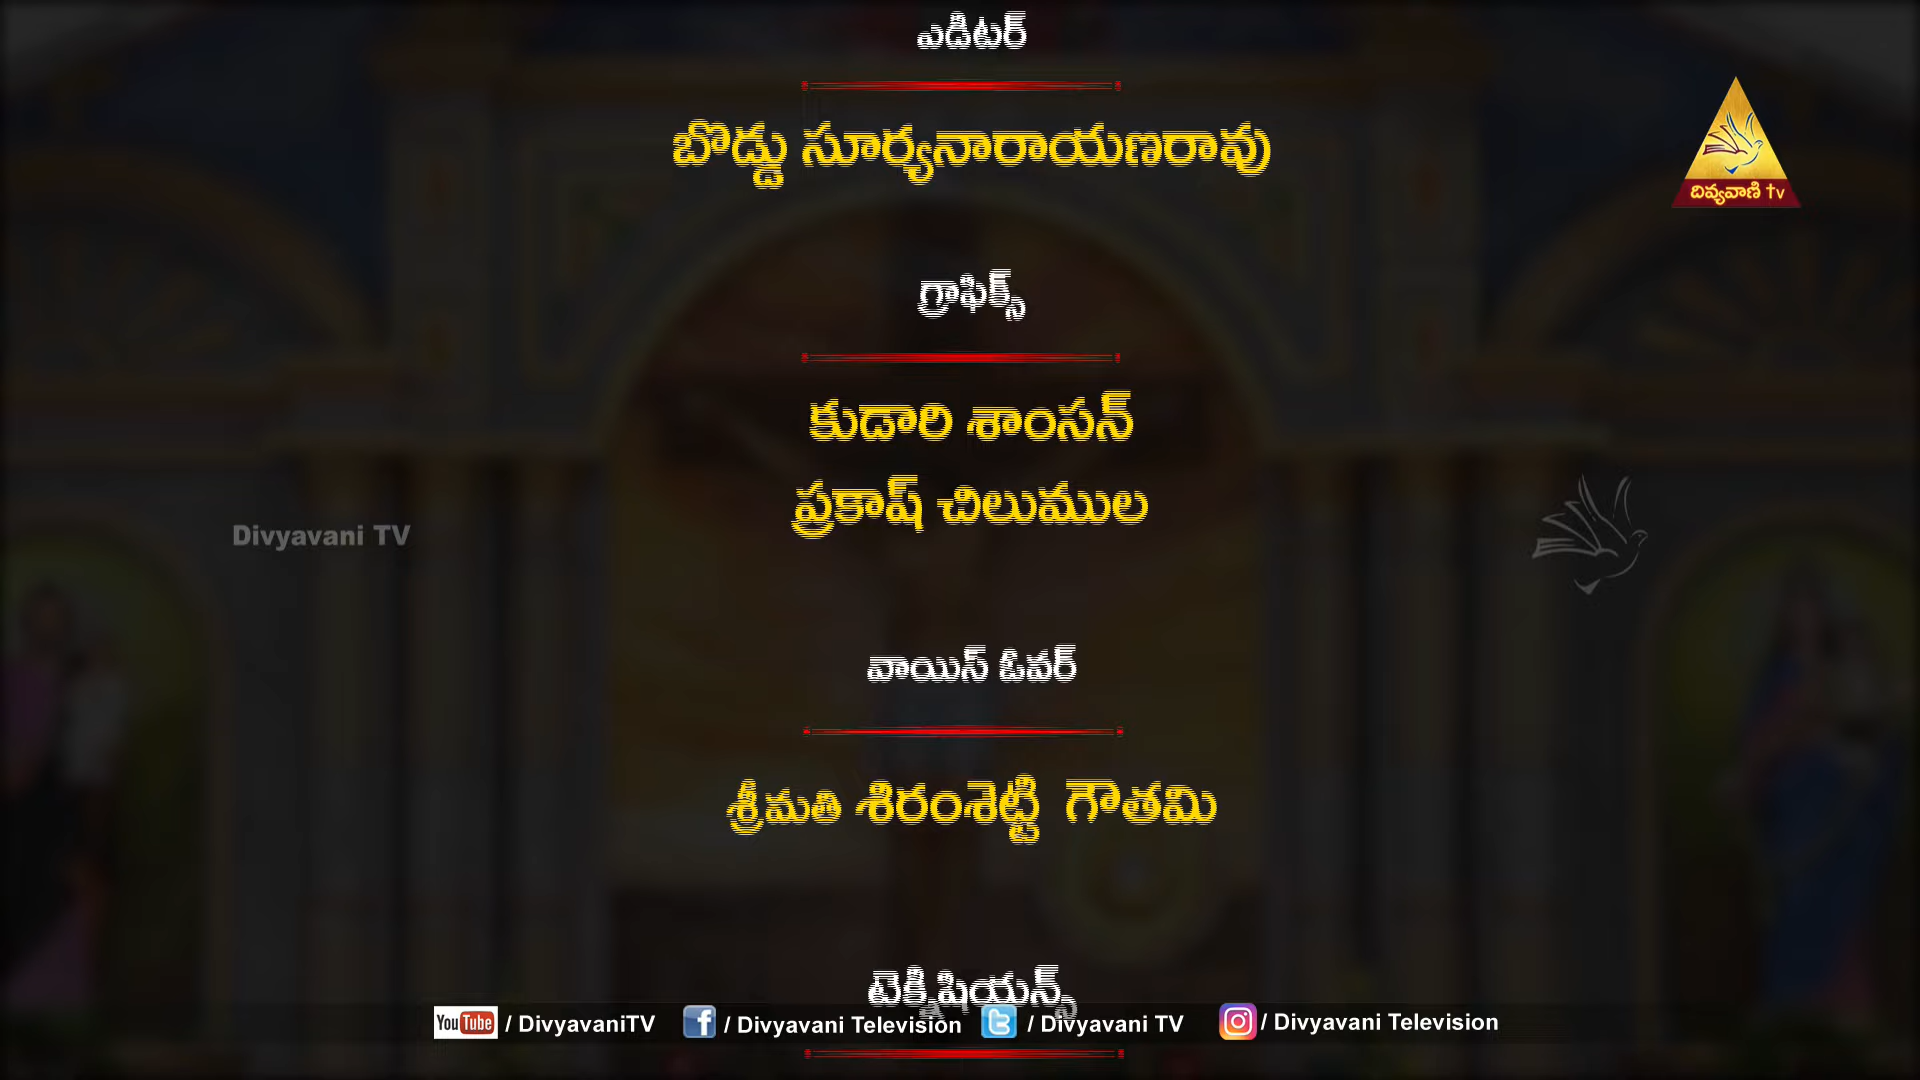 ఎడిటర్
బొడ్డు సూర్యనారాయణరావు
దివ్యవాణి tv
గ్రాఫిక్స్
కుడారి శాంసన్
ప్రకాష్ చిలుముల
Divyavani TV
వాయిస్ ఓవర్
శ్రీమతి శిరంశెట్టి గౌతమి
టెక్నీషియన్స్
You Tube / DivyavaniTV f / Divyavani Television / Divyavani TV / Divyavani Television